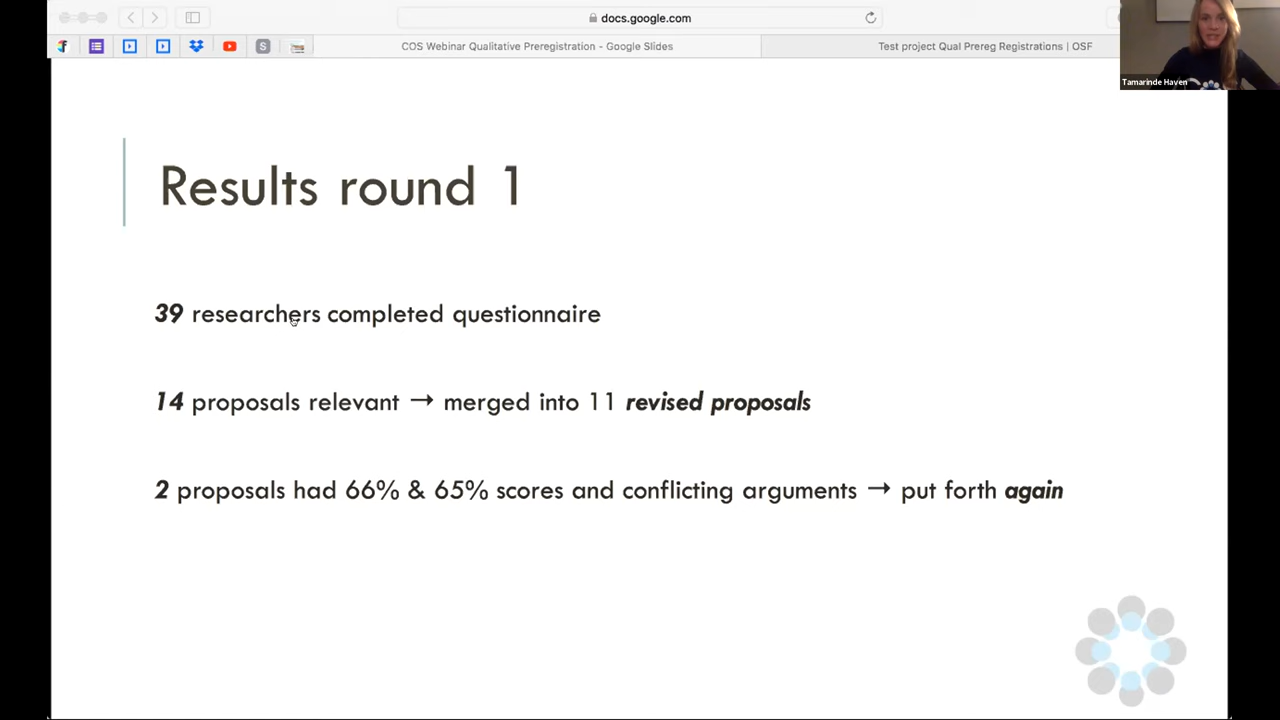 docs.google.com
S
COS Webinar Qualitative Preregistration - Google Slides
Test project Qual Prereg Registrations | OSF
Tamarinde Haven
Results round 1
39 researchers completed questionnaire
14 proposals relevant → merged into 11 revised proposals
2 proposals had 66% & 65% scores and conflicting arguments → put forth again